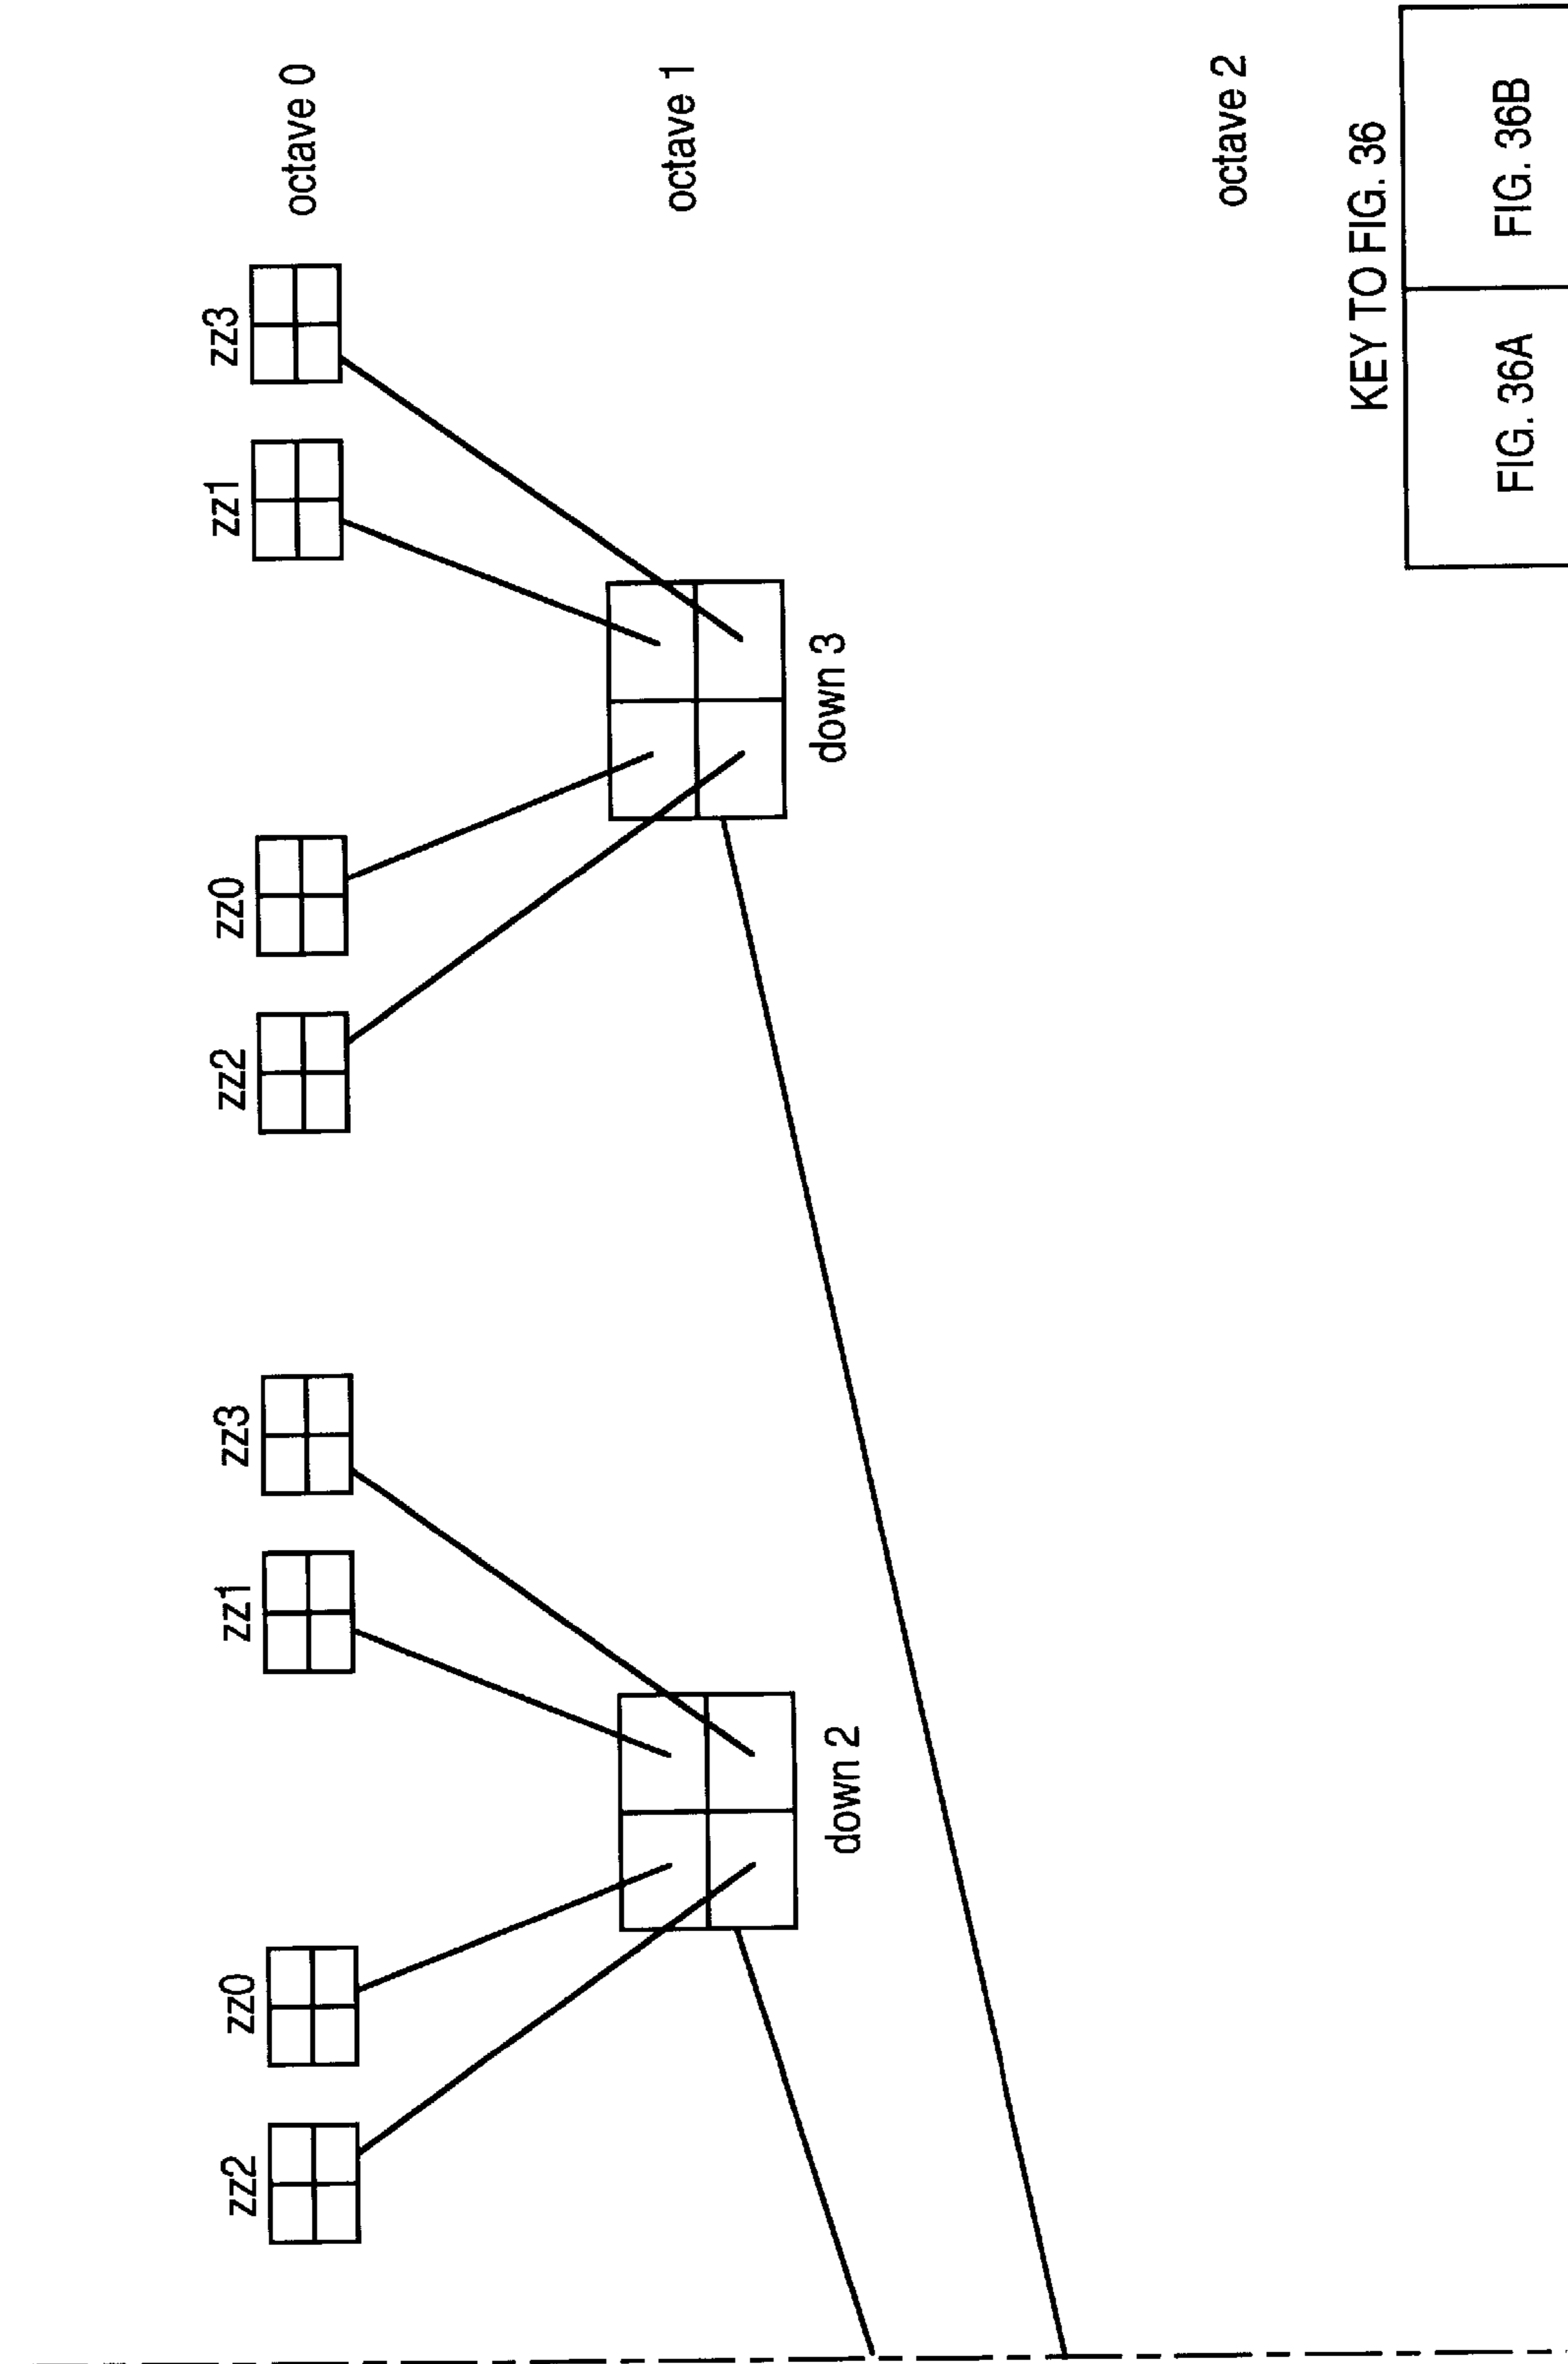 zz2 zz0 zz1 zz3 zz2 zz0 zz1 zz3
octave 0
octave 1
down 2
down 3
octave 2
KEY TO FIG. 36
FIG. 36A
FIG. 36B